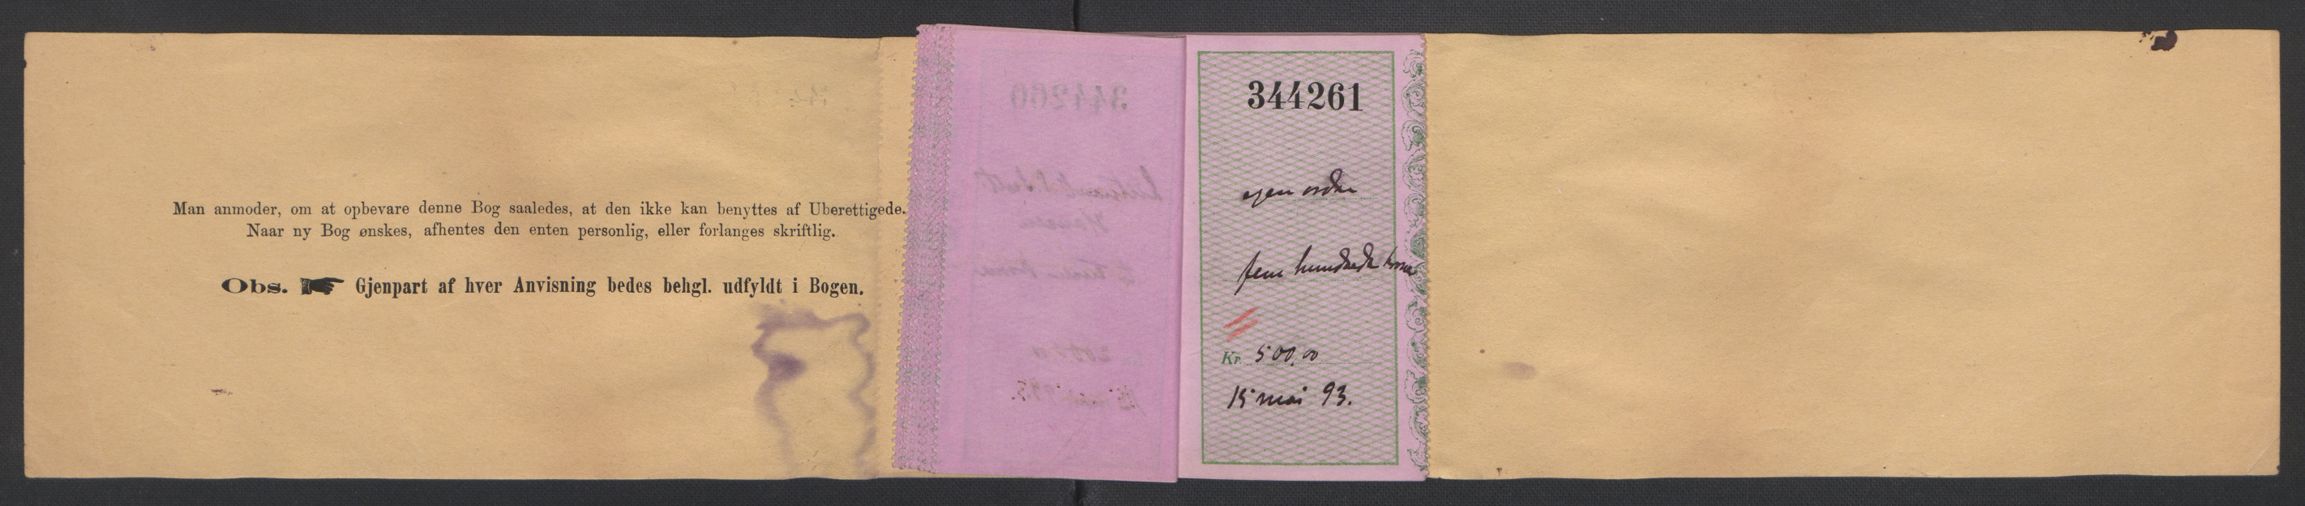 Man anmoder, om at opbevare denne Bog saaledes, at den ikke kan benyttes af Uberettigede.
Naar ny Bog ønskes, afhentes den enten personlig, eller forlanges skriftlig.
Obs. Gjenpart af hver Anvisning bedes behgl. udfyldt i Bogen.
344260
344261
egen ordre
fem hundrede kroner
Kr. 500,00
15 mai 93.